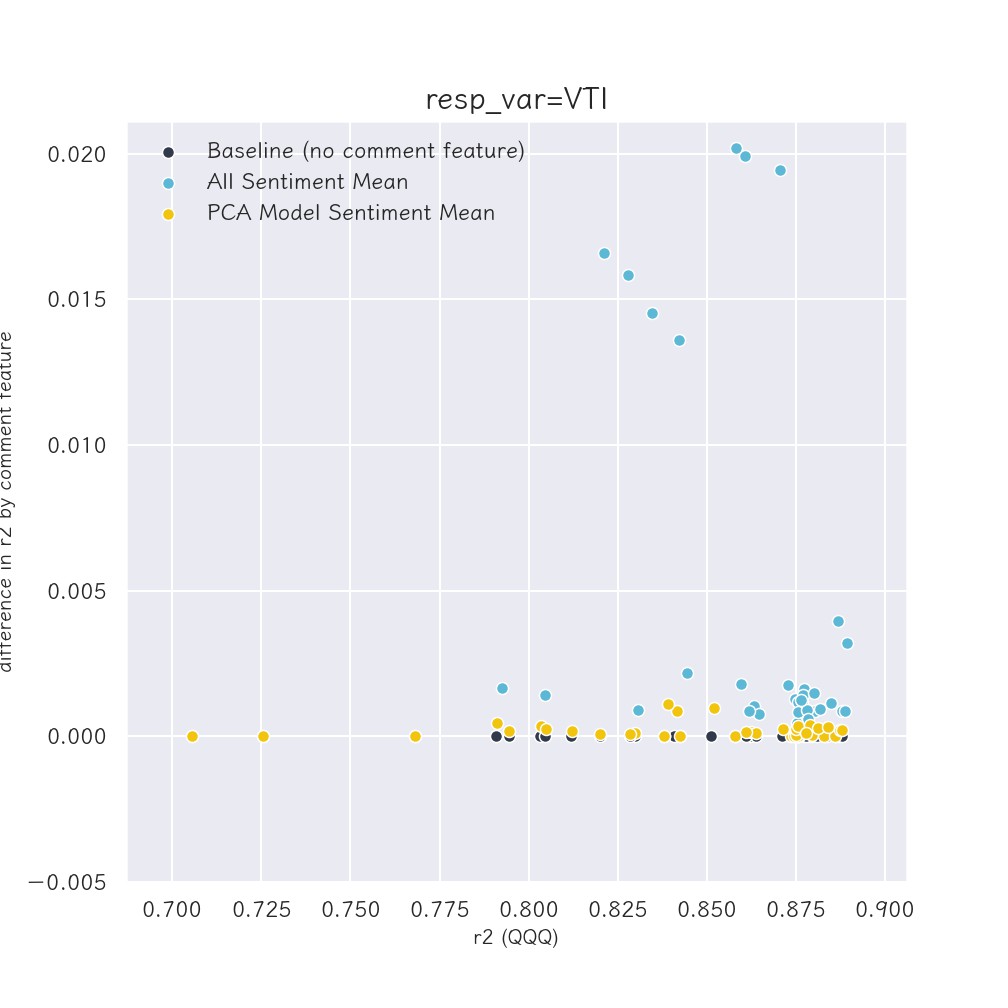 resp_var=VTI
Baseline (no comment feature)
All Sentiment Mean
PCA Model Sentiment Mean
0.020
0.015
0.010
0.005
0.000
−0.005
difference in r2 by comment feature
0.700 0.725 0.750 0.775 0.800 0.825 0.850 0.875 0.900
r2 (QQQ)